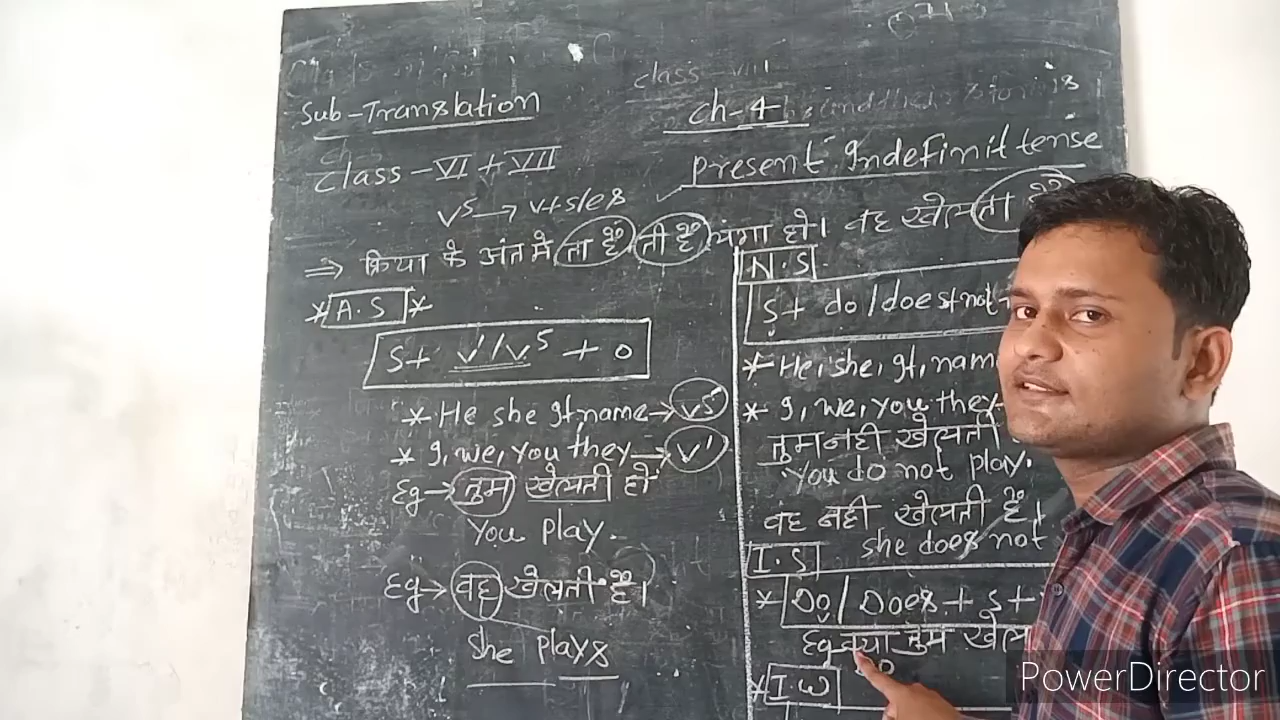 class - VIII
Sub-Translation
ch-4
class-VI + VII
Present Indefinit tense
V5 → V+s/es
⇒ क्रिया के अंत में ता है ती है लगा हो। वह खेलता है
*A.S*
S+ V1/V5 + O
* He she It, name → V5
* I, we, you they → V1
Eg → तुम खेलती हो
You play.
Eg → वह खेलती है।
she plays
N.S
S+ do/does+not
* He, she, It, name
* I, we, you they
तुम नही खेलती
You do not play.
वह नही खेलती है।
she does not
I.S
* Do/Does + S+
Eg क्या तुम
Do
* I.W
PowerDirector